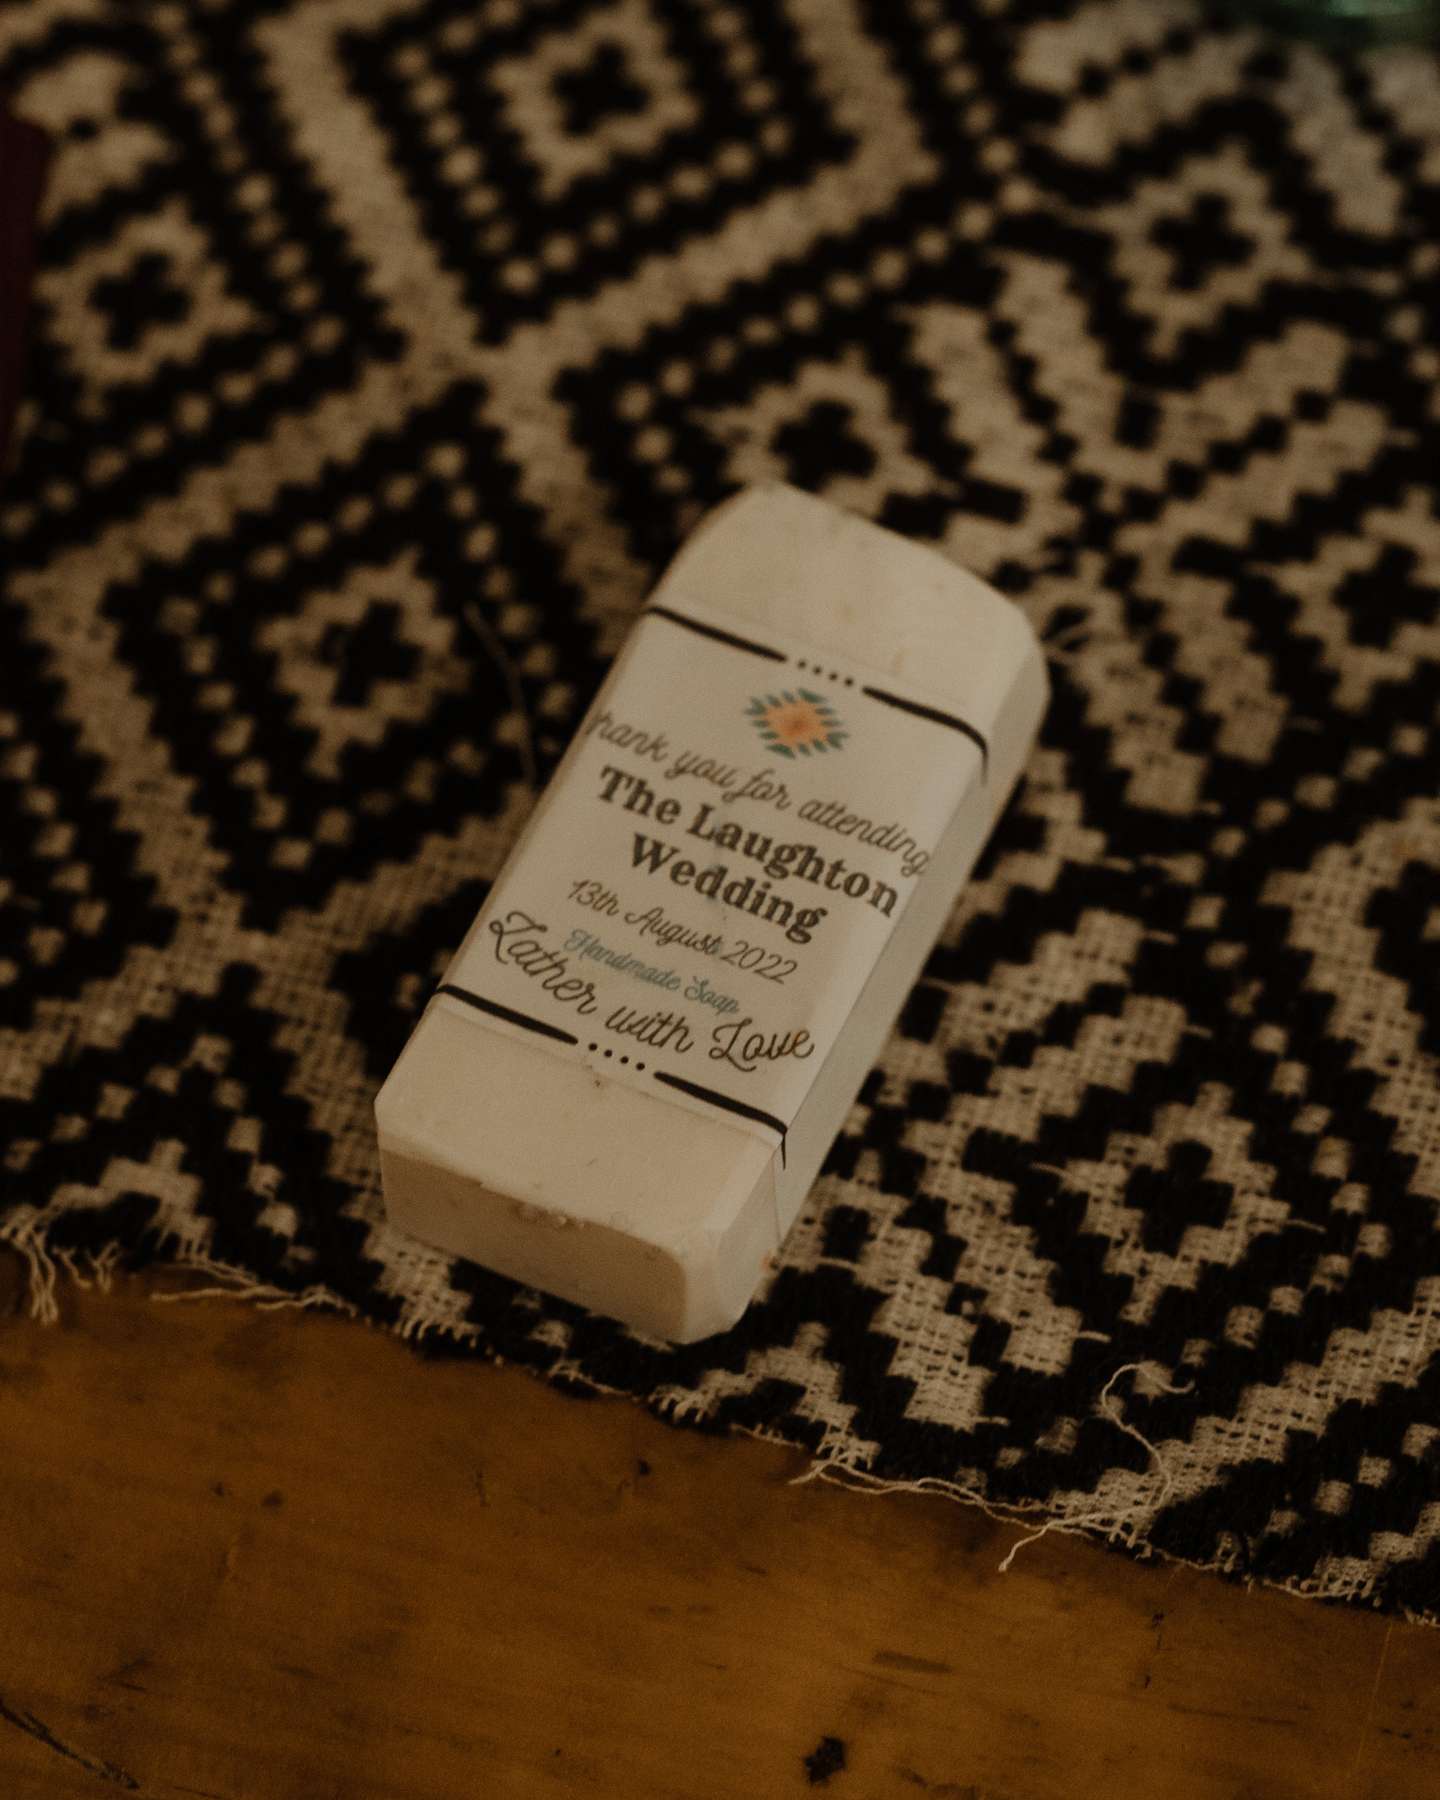 Thank you for attending
The Laughton
Wedding
13th August 2022
Handmade Soap
Lather with Love